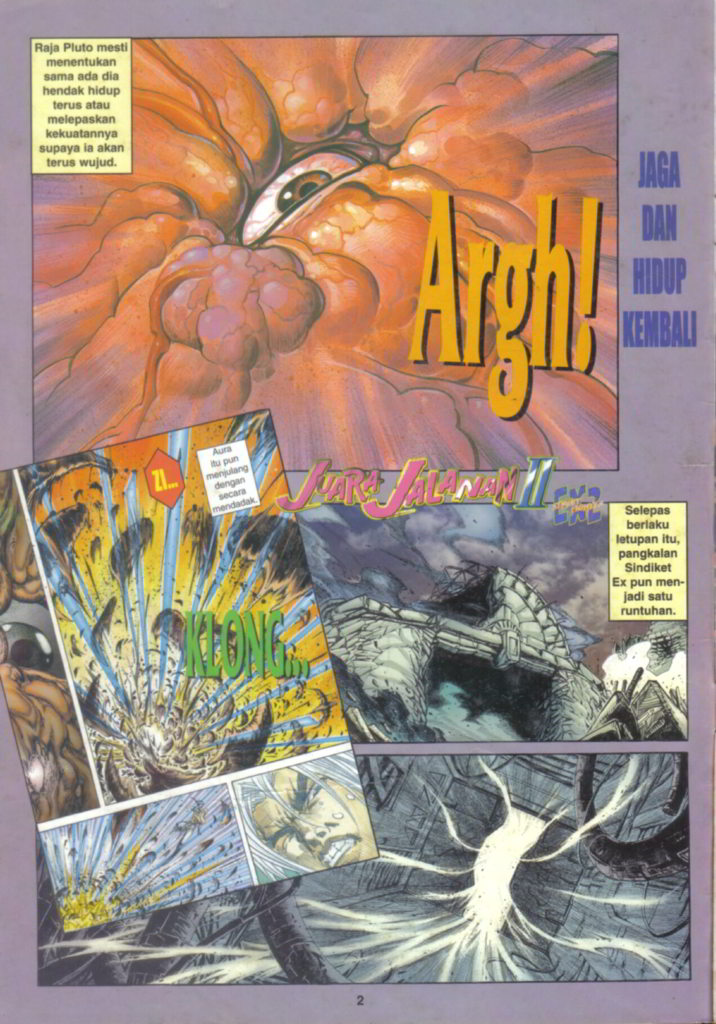 Raja Pluto mesti
menentukan
sama ada dia
hendak hidup
terus atau
melepaskan
kekuatannya
supaya ia akan
terus wujud.
JAGA
DAN
HIDUP
KEMBALI
Argh!
ZI...
Aura
itu pun
menjulang
dengan
secara
mendadak.
KLONG...
JUARA JALANAN II
EX2
Selepas
berlaku
letupan itu,
pangkalan
Sindiket
Ex pun men-
jadi satu
runtuhan.
2